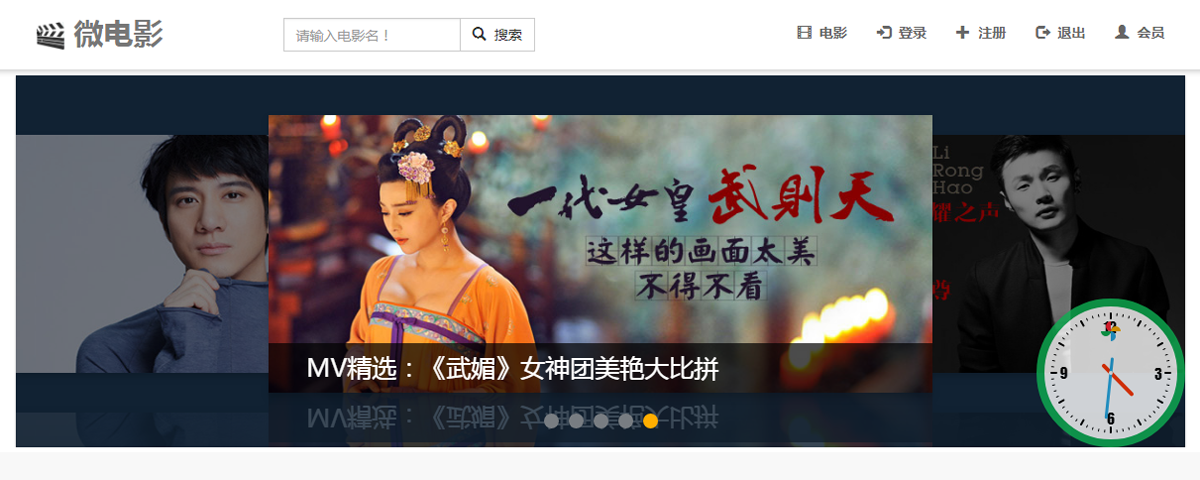 微电影
请输入电影名！
搜索
电影
登录
注册
退出
会员
一代女皇 武则天
这样的画面太美
不得不看
MV精选：《武媚》女神团美艳大比拼
Li
Rong
Hao
耀之声
9
3
6